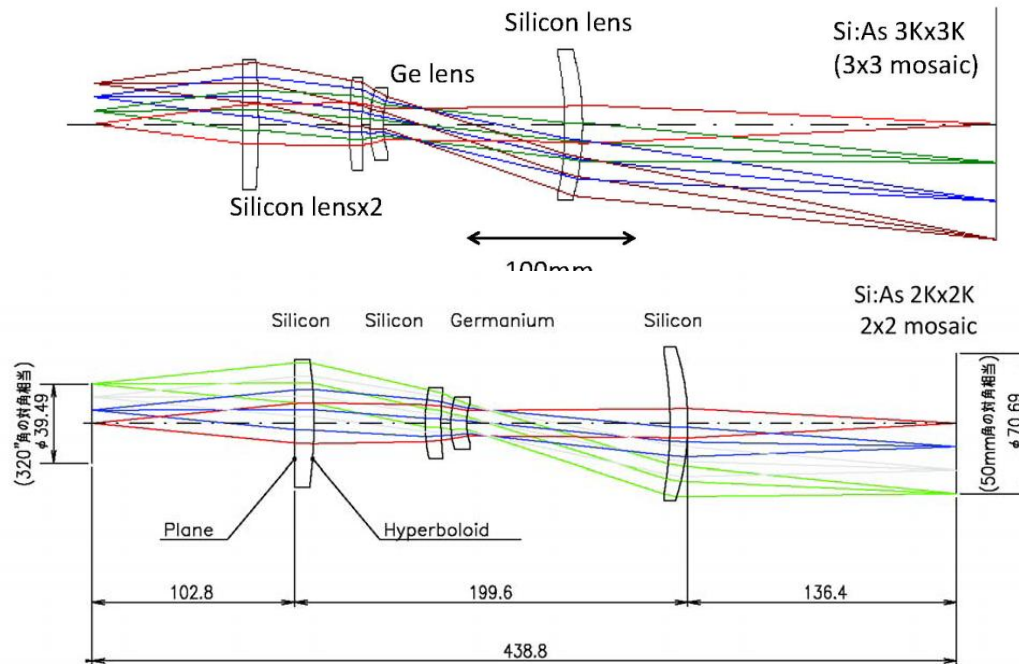 Silicon lens
Si:As 3Kx3K
(3x3 mosaic)
Ge lens
Silicon lensx2
100mm
Si:As 2Kx2K
2x2 mosaic
Silicon
Silicon
Germanium
Silicon
(320"角の対角相当)
φ39.49
(50mm角の対角相当)
φ70.69
Plane
Hyperboloid
102.8
199.6
136.4
438.8